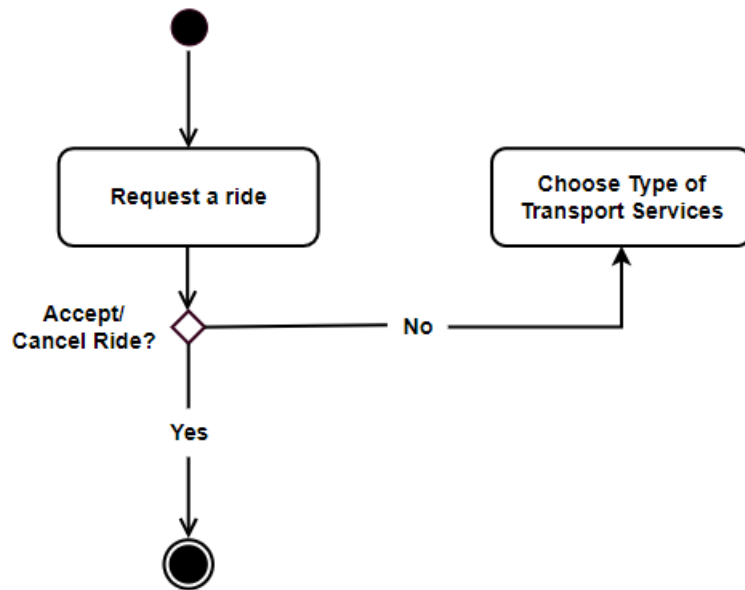 Request a ride
Choose Type of
Transport Services
Accept/
Cancel Ride?
No
Yes